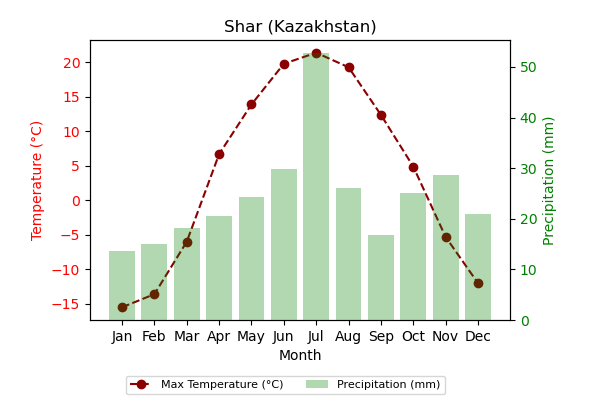 Shar (Kazakhstan)
Temperature (°C)
20
15
10
5
0
−5
−10
−15
50
40
30
20
10
0
Precipitation (mm)
Jan Feb Mar Apr May Jun Jul Aug Sep Oct Nov Dec
Month
Max Temperature (°C) Precipitation (mm)